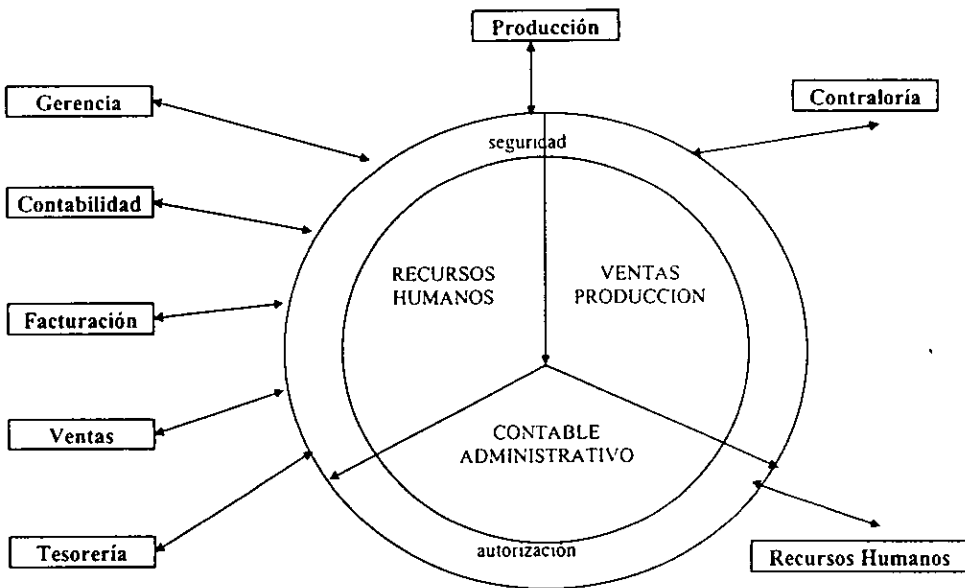 Producción
Gerencia
Contraloría
seguridad
Contabilidad
RECURSOS
HUMANOS
VENTAS
PRODUCCION
Facturación
Ventas
CONTABLE
ADMINISTRATIVO
Tesorería
autorización
Recursos Humanos